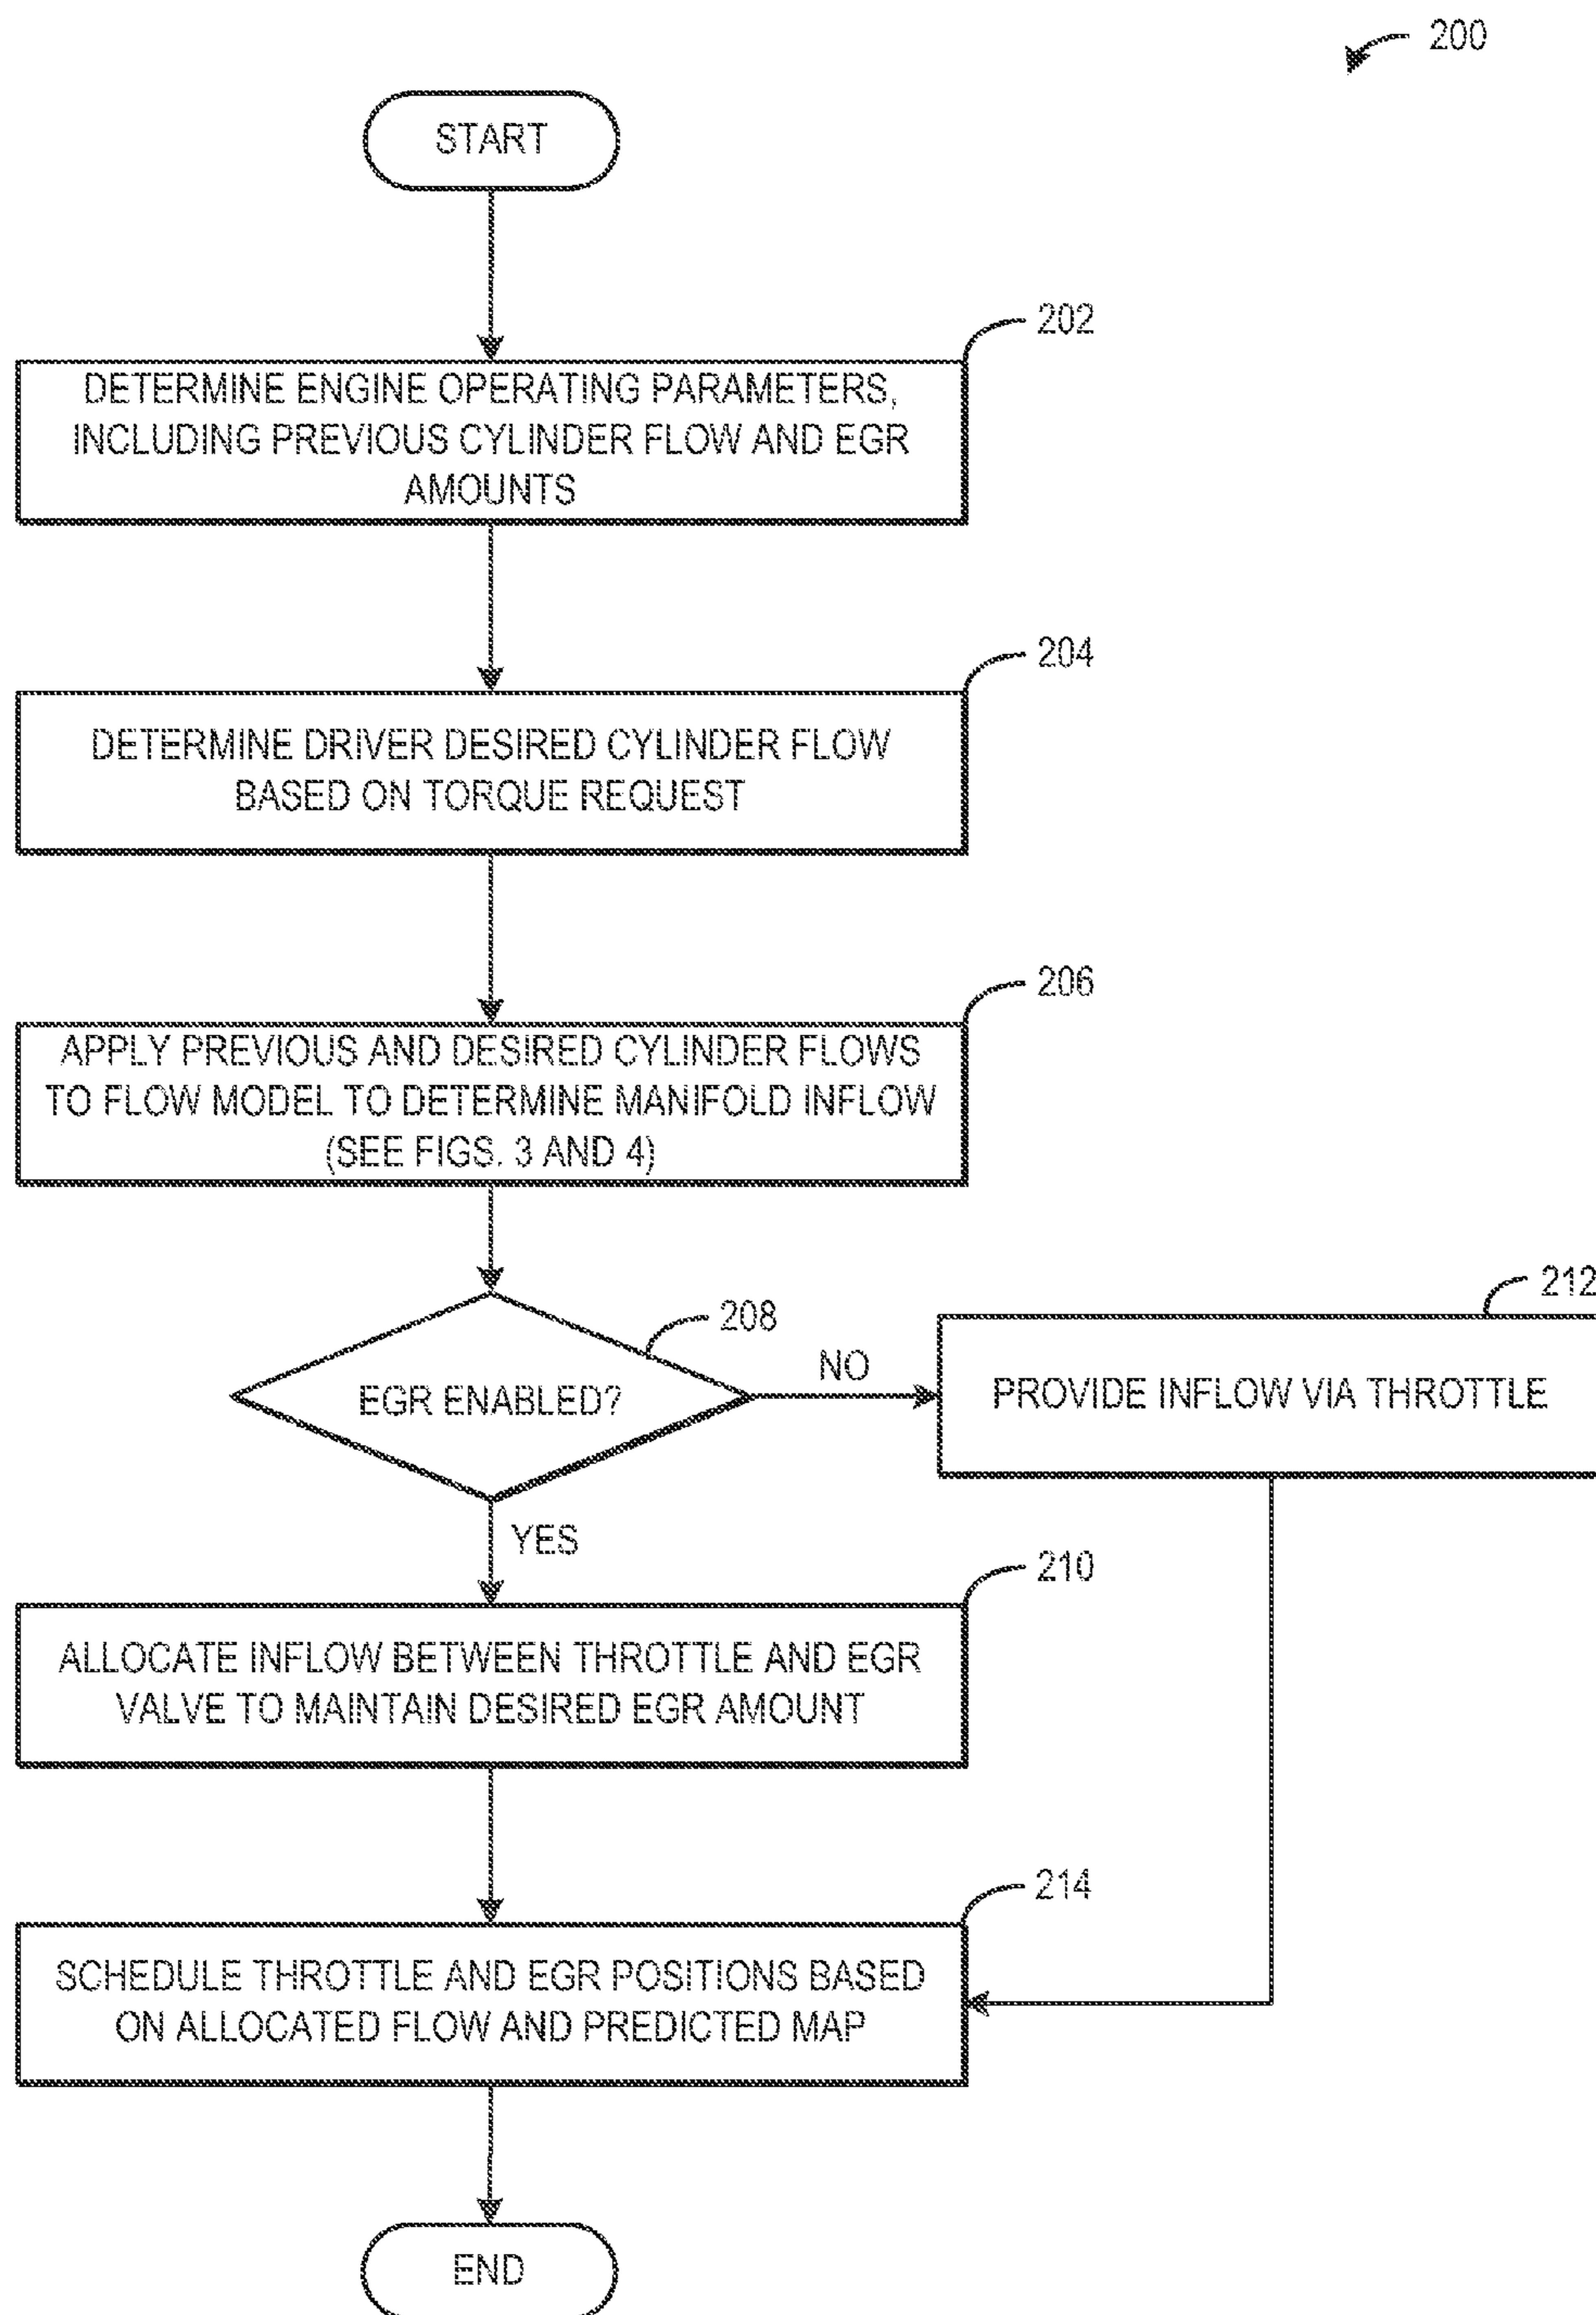 200
START
202
DETERMINE ENGINE OPERATING PARAMETERS,
INCLUDING PREVIOUS CYLINDER FLOW AND EGR
AMOUNTS
204
DETERMINE DRIVER DESIRED CYLINDER FLOW
BASED ON TORQUE REQUEST
206
APPLY PREVIOUS AND DESIRED CYLINDER FLOWS
TO FLOW MODEL TO DETERMINE MANIFOLD INFLOW
(SEE FIGS. 3 AND 4)
208
EGR ENABLED?
NO
212
PROVIDE INFLOW VIA THROTTLE
YES
210
ALLOCATE INFLOW BETWEEN THROTTLE AND EGR
VALVE TO MAINTAIN DESIRED EGR AMOUNT
214
SCHEDULE THROTTLE AND EGR POSITIONS BASED
ON ALLOCATED FLOW AND PREDICTED MAP
END